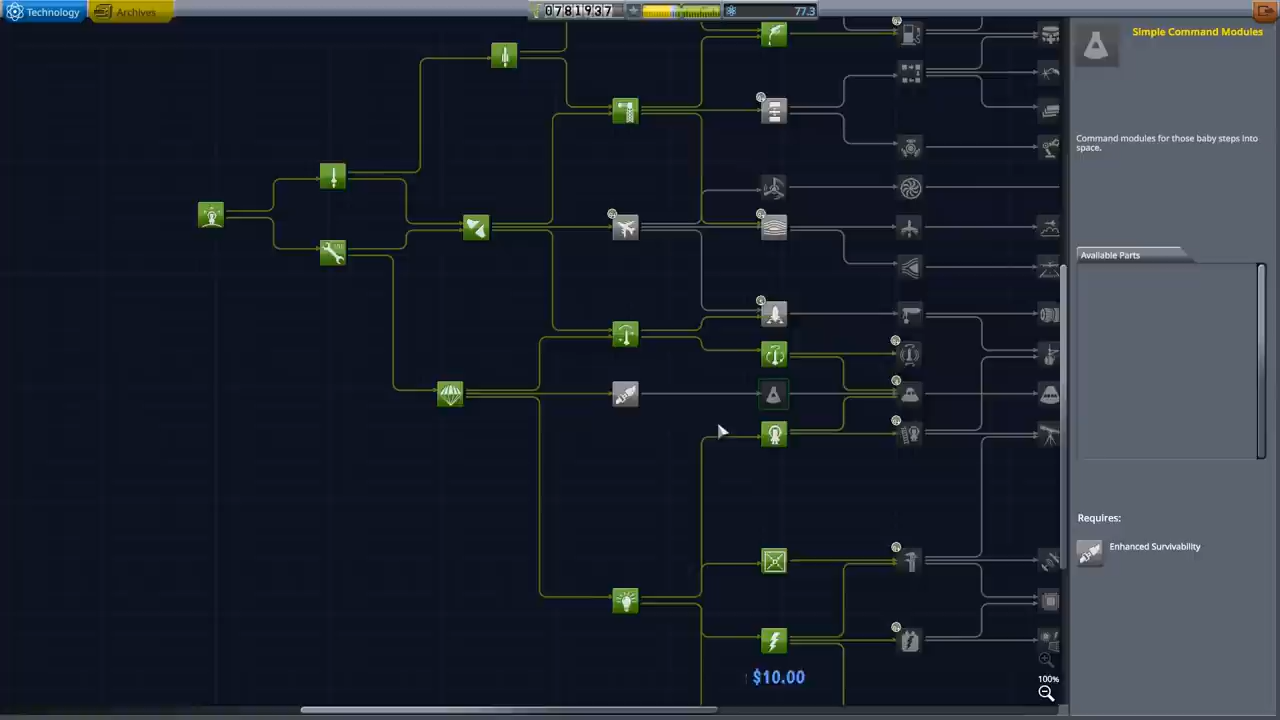 Technology
Archives
0781937
77.3
Simple Command Modules
Command modules for those baby steps into
space.
Available Parts
Requires:
Enhanced Survivability
$10.00
100%